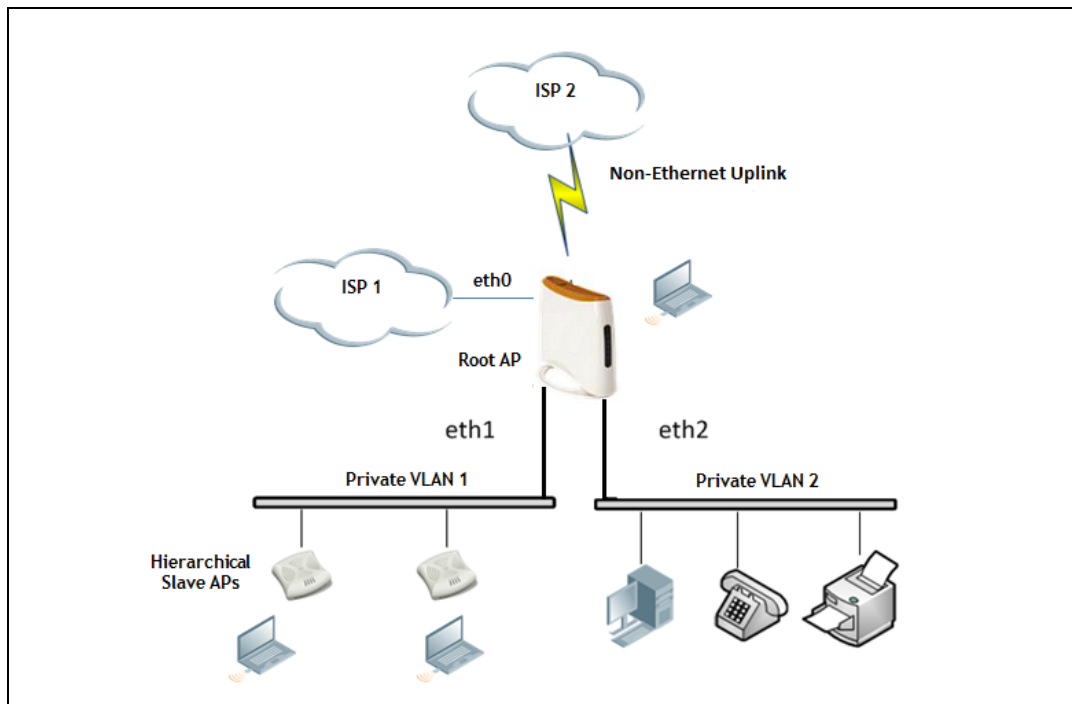 ISP 2
Non-Ethernet Uplink
ISP 1
eth0
Root AP
eth1
eth2
Private VLAN 1
Private VLAN 2
Hierarchical
Slave APs